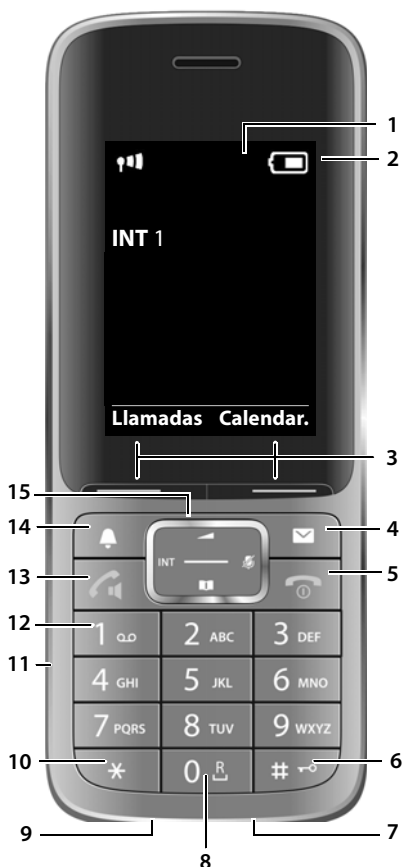 1
2
INT 1
Llamadas Calendar.
3
15
14
4
INT
13
5
12
1 2 ABC 3 DEF
11
4 GHI 5 JKL 6 MNO
7 PQRS 8 TUV 9 WXYZ
10
* 0 R #
6
9
8
7